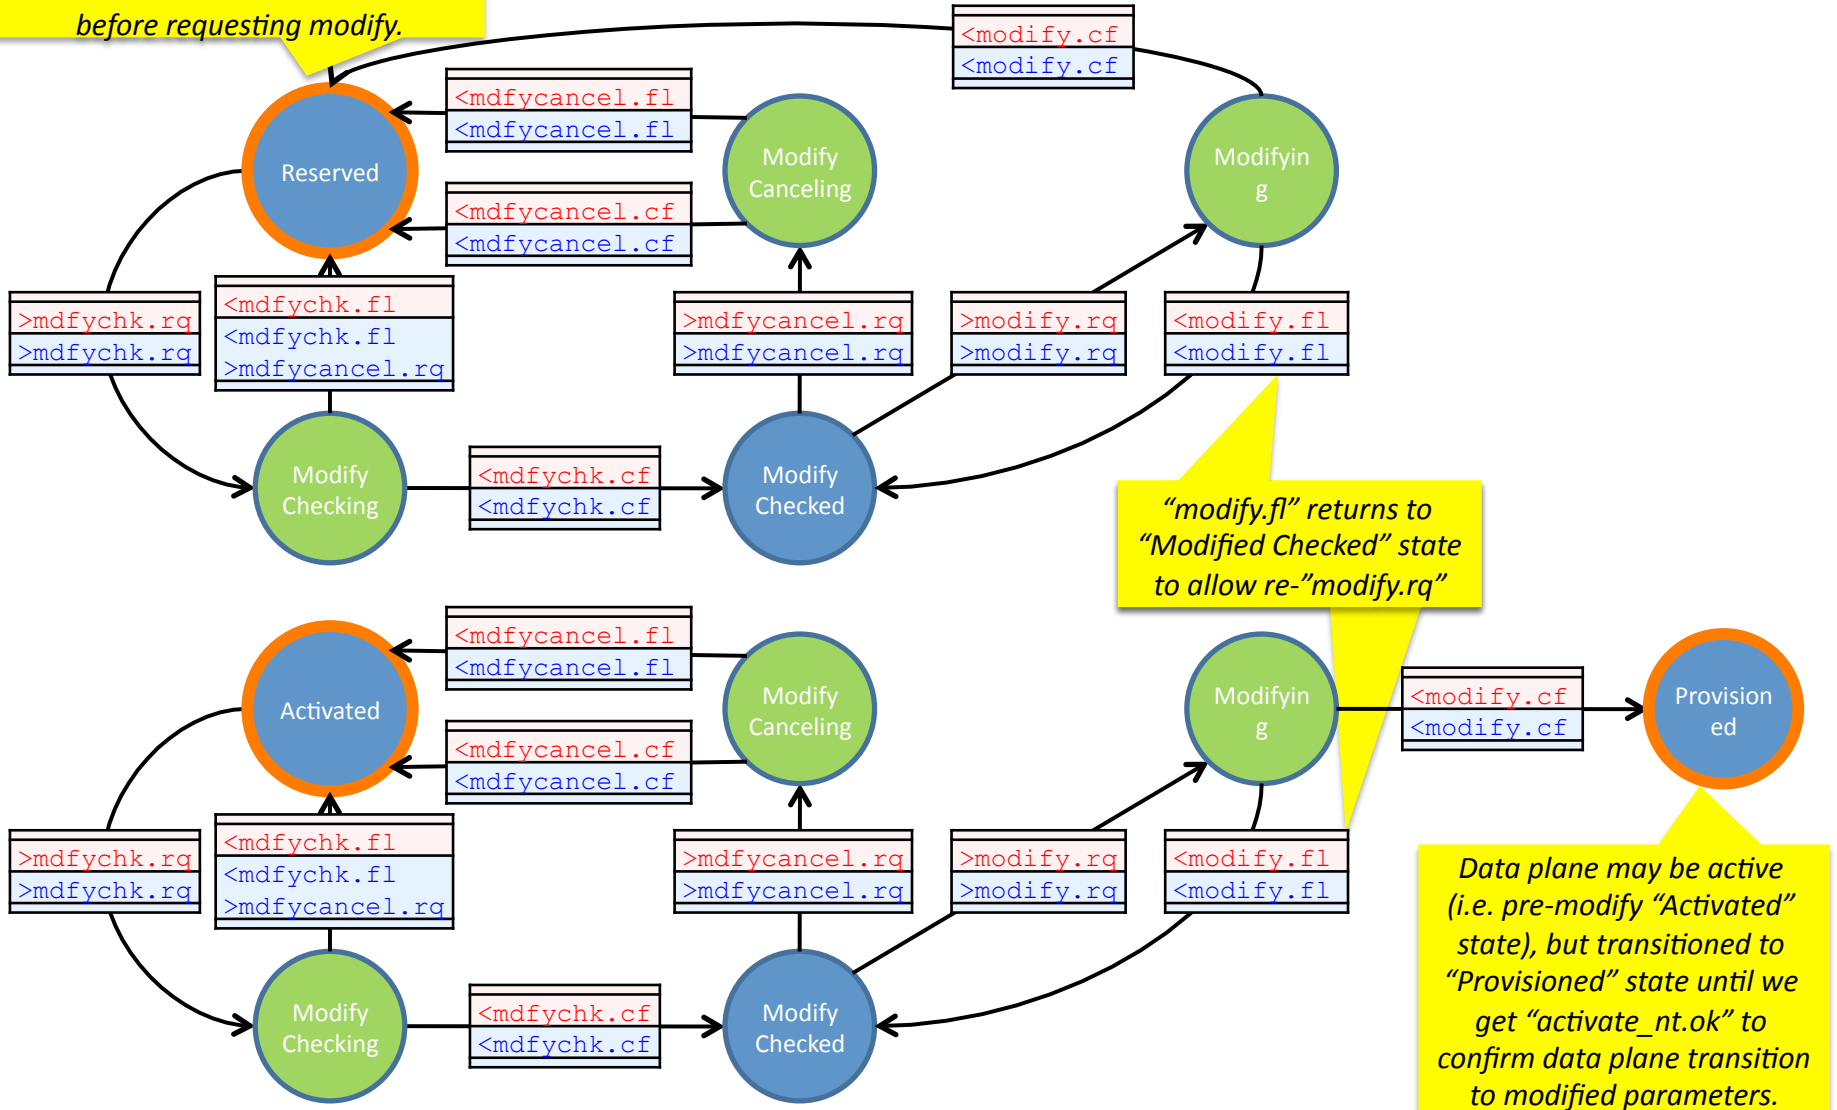 before requesting modify.
<modify.cf
<modify.cf
<mdfycancel.fl
<mdfycancel.fl
Reserved
Modify
Canceling
Modifyin
g
<mdfycancel.cf
<mdfycancel.cf
>mdfychk.rq
>mdfychk.rq
<mdfychk.fl
<mdfychk.fl
>mdfycancel.rq
>mdfycancel.rq
>mdfycancel.rq
>modify.rq
>modify.rq
<modify.fl
<modify.fl
Modify
Checking
<mdfychk.cf
<mdfychk.cf
Modify
Checked
“modify.fl” returns to
“Modified Checked” state
to allow re-”modify.rq”
<mdfycancel.fl
<mdfycancel.fl
Activated
Modify
Canceling
Modifyin
g
<modify.cf
<modify.cf
Provision
ed
<mdfycancel.cf
<mdfycancel.cf
>mdfychk.rq
>mdfychk.rq
<mdfychk.fl
<mdfychk.fl
>mdfycancel.rq
>mdfycancel.rq
>mdfycancel.rq
>modify.rq
>modify.rq
<modify.fl
<modify.fl
Modify
Checking
<mdfychk.cf
<mdfychk.cf
Modify
Checked
Data plane may be active
(i.e. pre-modify “Activated”
state), but transitioned to
“Provisioned” state until we
get “activate_nt.ok” to
confirm data plane transition
to modified parameters.